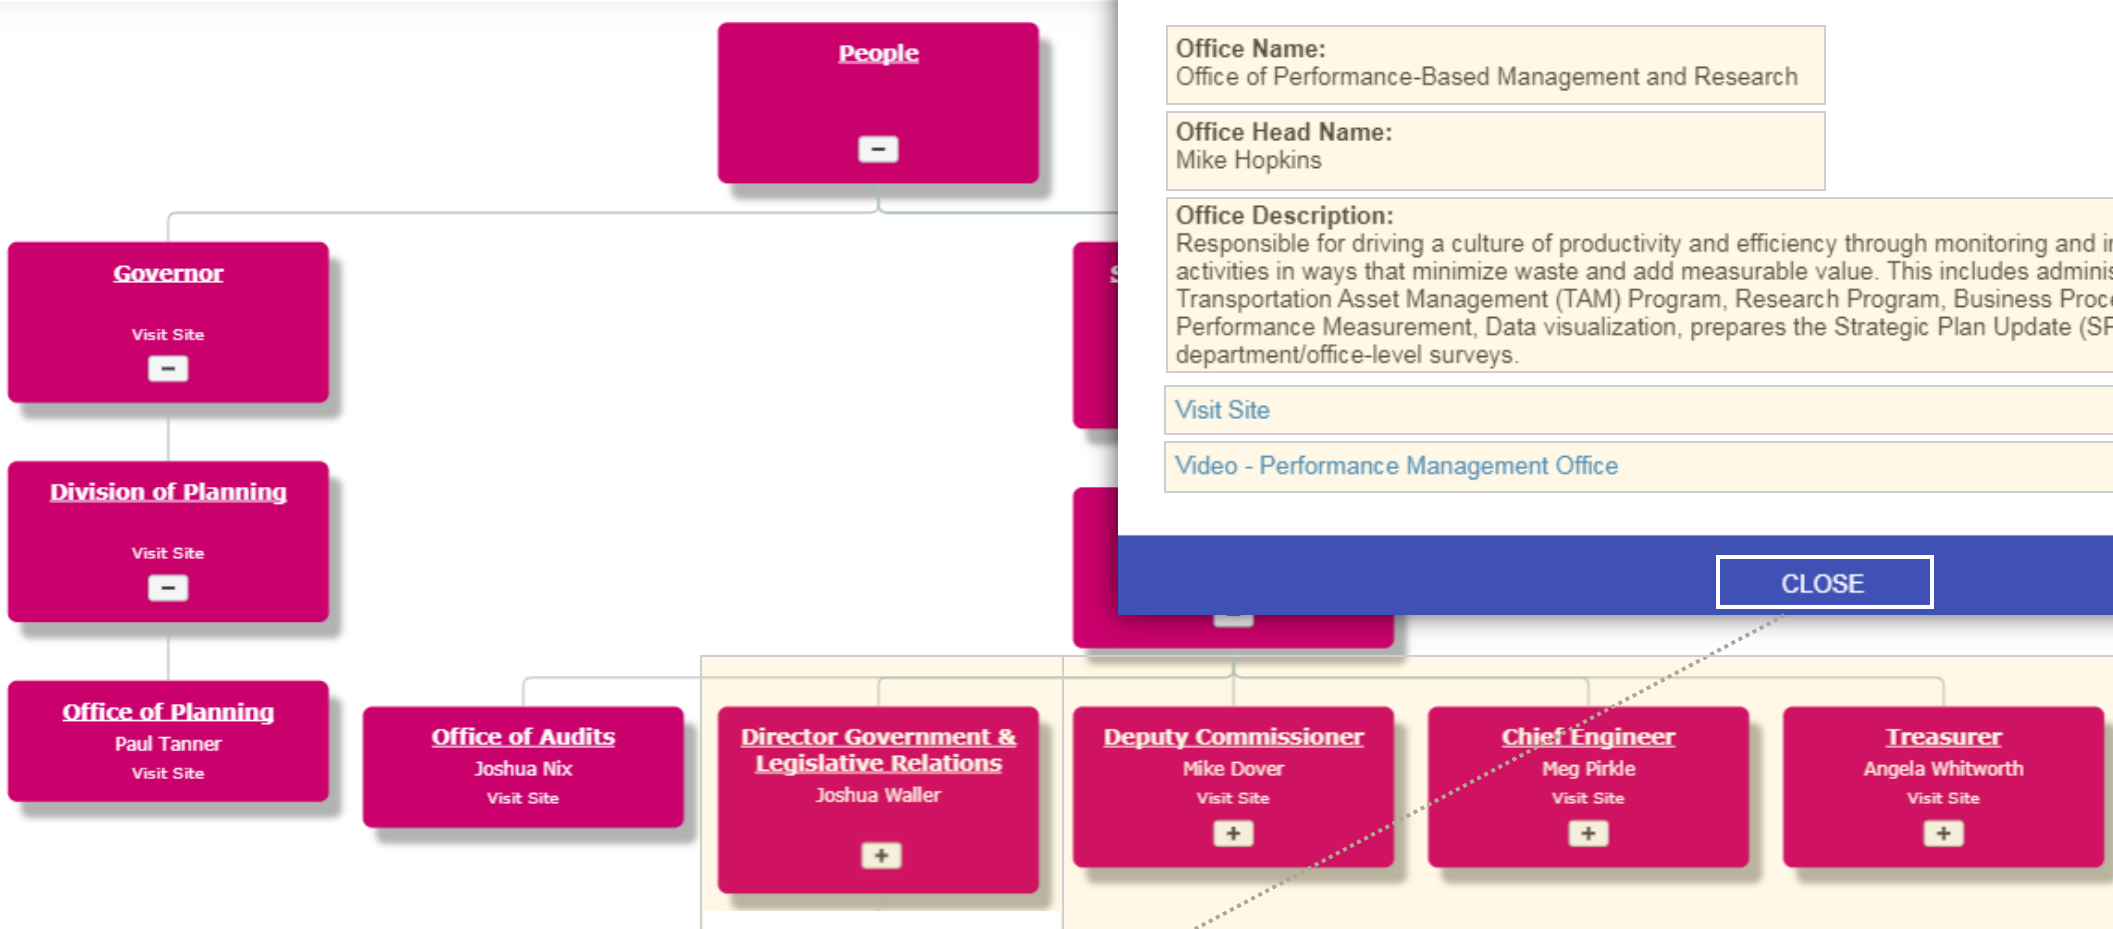 People
−
Governor
Visit Site
−
Division of Planning
Visit Site
−
Office of Planning
Paul Tanner
Visit Site
Office of Audits
Joshua Nix
Visit Site
Director Government &
Legislative Relations
Joshua Waller
+
Deputy Commissioner
Mike Dover
Visit Site
+
Chief Engineer
Meg Pirkle
Visit Site
+
Treasurer
Angela Whitworth
Visit Site
+
Office Name:
Office of Performance-Based Management and Research
Office Head Name:
Mike Hopkins
Office Description:
Responsible for driving a culture of productivity and efficiency through monitoring and
activities in ways that minimize waste and add measurable value. This includes
Transportation Asset Management (TAM) Program, Research Program, Business
Performance Measurement, Data visualization, prepares the Strategic Plan Update
department/office-level surveys.
Visit Site
Video - Performance Management Office
CLOSE